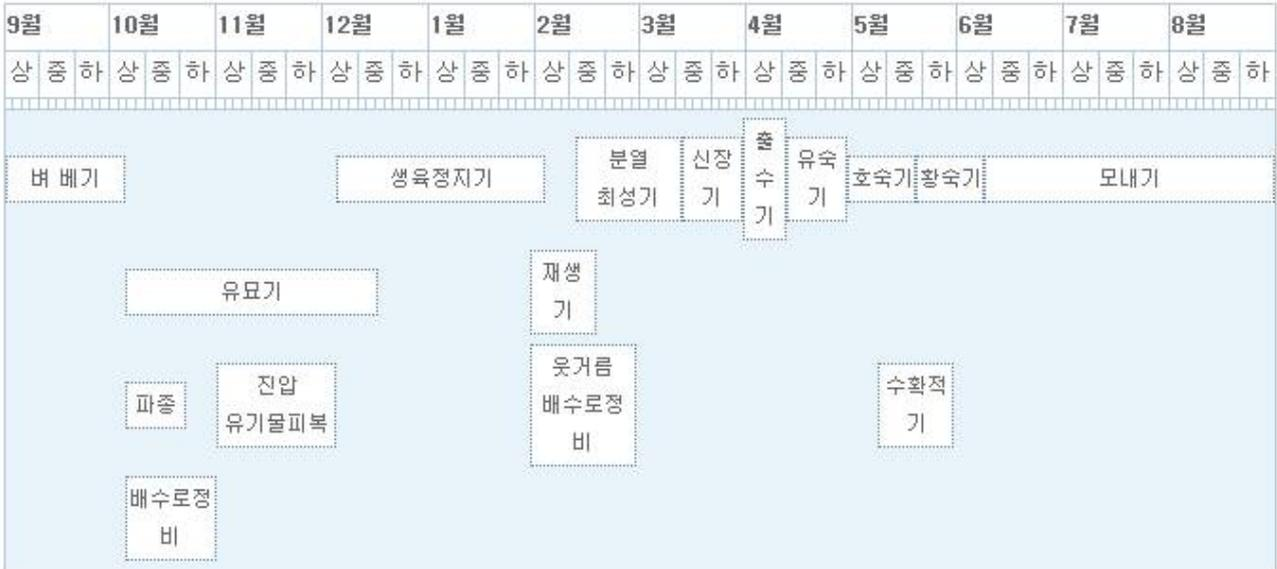 9월 10월 11월 12월 1월 2월 3월 4월 5월 6월 7월 8월
상 중 하 상 중 하 상 중 하 상 중 하 상 중 하 상 중 하 상 중 하 상 중 하 상 중 하 상 중 하 상 중 하 상 중 하
벼 베기
생육정지기
분열
최성기
신장
기
출
수
기
유숙
기
호숙기
황숙기
모내기
유묘기
재생
기
파종
진압
유기물피복
웃거름
배수로정
비
수확적
기
배수로정
비